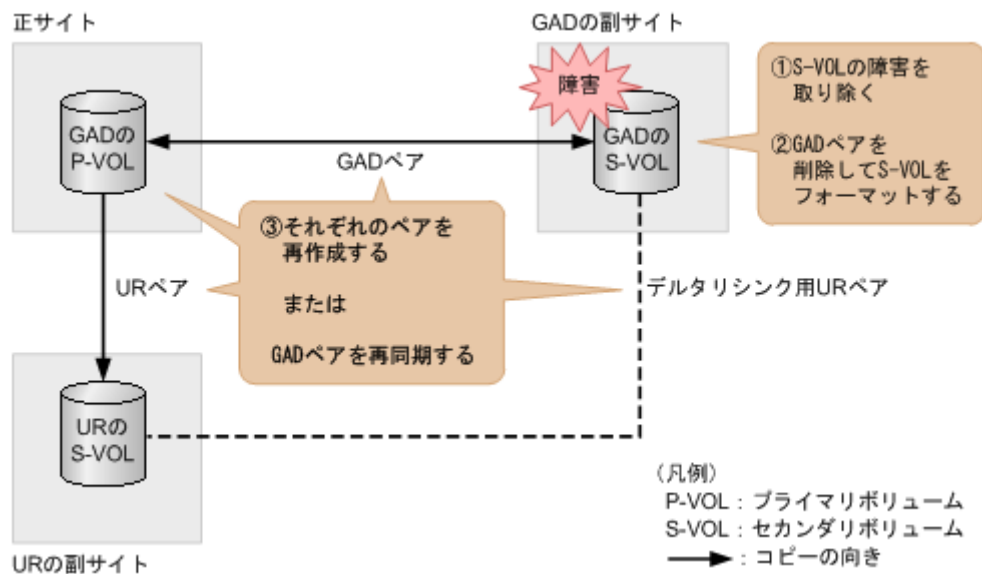 正サイト
GADの副サイト
障害
GADの
P-VOL
GADの
S-VOL
GADペア
①S-VOLの障害を
取り除く
②GADペアを
削除してS-VOLを
フォーマットする
③それぞれのペアを
再作成する
または
GADペアを再同期する
URペア
デルタリシンク用URペア
URの
S-VOL
URの副サイト
(凡例)
P-VOL：プライマリボリューム
S-VOL：セカンダリボリューム
：コピーの向き